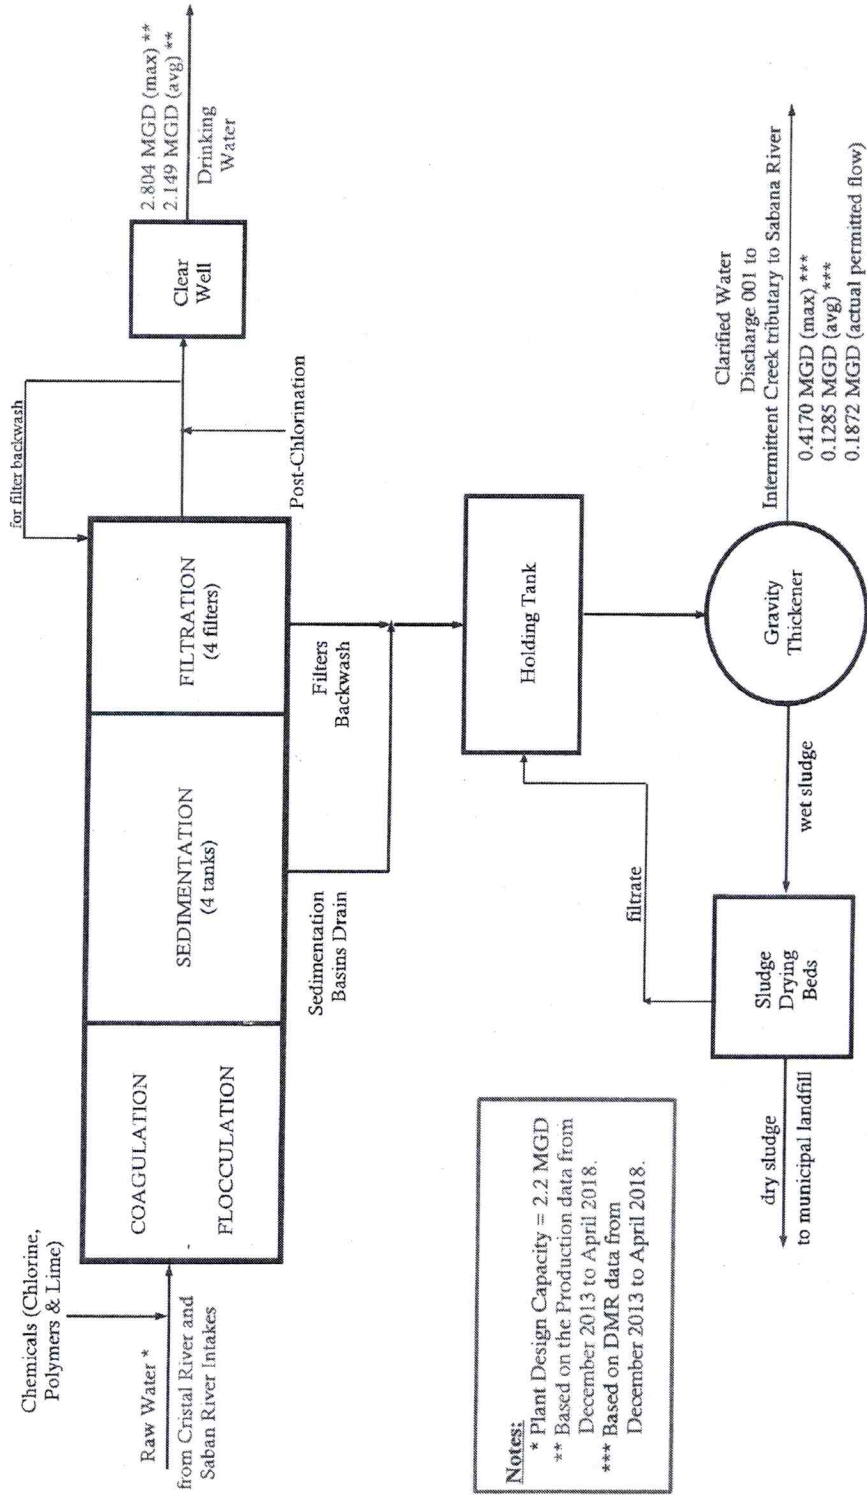 Chemicals (Chlorine,
Polymers & Lime)
Raw Water *
from Cristal River and
Saban River Intakes
COAGULATION
FLOCCULATION
SEDIMENTATION
(4 tanks)
FILTRATION
(4 filters)
for filter backwash
Post-Chlorination
Clear
Well
2.804 MGD (max) **
2.149 MGD (avg) **
Drinking
Water
Sedimentation
Basins Drain
Filters
Backwash
Holding Tank
filtrate
Gravity
Thickener
Clarified Water
Discharge 001 to
Intermittent Creek tributary to Sabana River
0.4170 MGD (max) ***
0.1285 MGD (avg) ***
0.1872 MGD (actual permitted flow)
wet sludge
Sludge
Drying
Beds
dry sludge
to municipal landfill
Notes:
* Plant Design Capacity = 2.2 MGD
** Based on the Production data from
December 2013 to April 2018.
*** Based on DMR data from
December 2013 to April 2018.